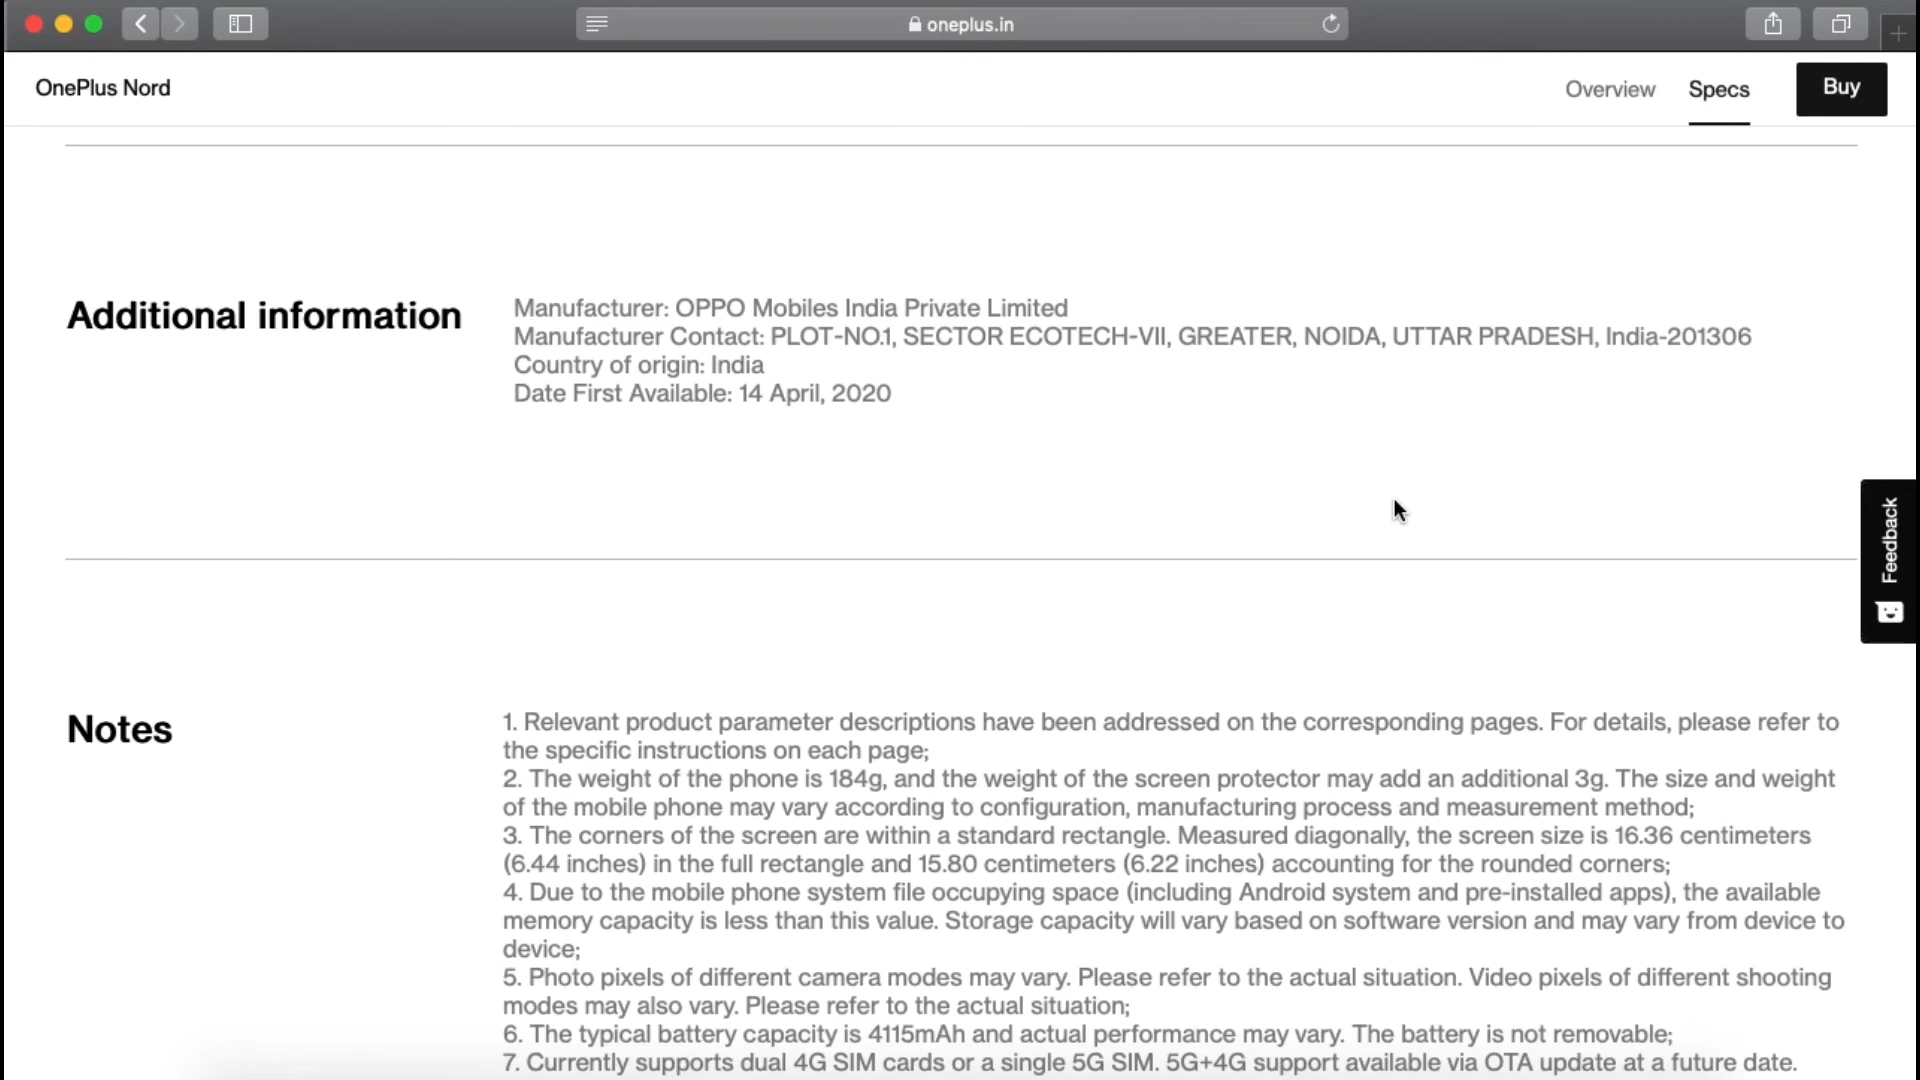 oneplus.in
OnePlus Nord
Overview
Specs
Buy
Additional information
Manufacturer: OPPO Mobiles India Private Limited
Manufacturer Contact: PLOT-NO.1, SECTOR ECOTECH-VII, GREATER, NOIDA, UTTAR PRADESH, India-201306
Country of origin: India
Date First Available: 14 April, 2020
Feedback
Notes
1. Relevant product parameter descriptions have been addressed on the corresponding pages. For details, please refer to
the specific instructions on each page;
2. The weight of the phone is 184g, and the weight of the screen protector may add an additional 3g. The size and weight
of the mobile phone may vary according to configuration, manufacturing process and measurement method;
3. The corners of the screen are within a standard rectangle. Measured diagonally, the screen size is 16.36 centimeters
(6.44 inches) in the full rectangle and 15.80 centimeters (6.22 inches) accounting for the rounded corners;
4. Due to the mobile phone system file occupying space (including Android system and pre-installed apps), the available
memory capacity is less than this value. Storage capacity will vary based on software version and may vary from device to
device;
5. Photo pixels of different camera modes may vary. Please refer to the actual situation. Video pixels of different shooting
modes may also vary. Please refer to the actual situation;
6. The typical battery capacity is 4115mAh and actual performance may vary. The battery is not removable;
7. Currently supports dual 4G SIM cards or a single 5G SIM. 5G+4G support available via OTA update at a future date.